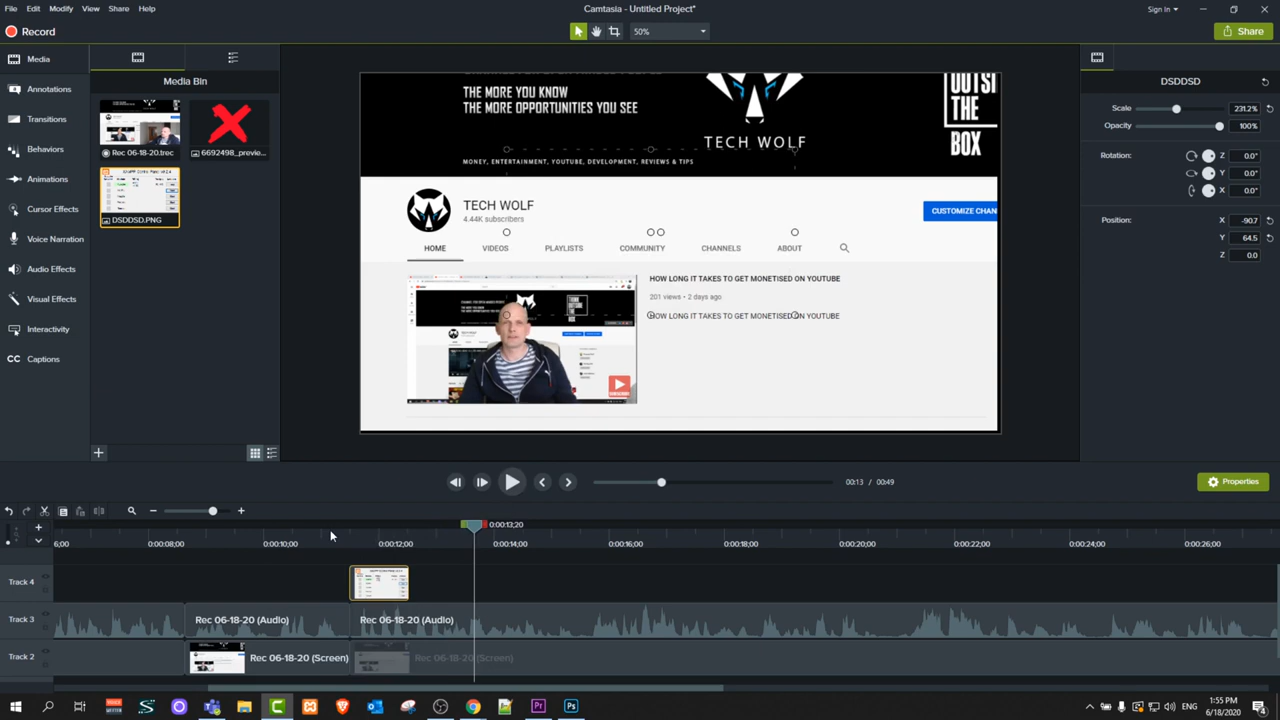 File Edit Modify View Share Help
Camtasia - Untitled Project*
Sign In
Record
50%
Share
Media
Annotations
Transitions
Behaviors
Animations
Cursor Effects
Voice Narration
Audio Effects
Visual Effects
Interactivity
Captions
Media Bin
Rec 06-18-20.trec
6692498_previe...
DSDDSD.PNG
THE MORE YOU KNOW
THE MORE OPPORTUNITIES YOU SEE
TECH WOLF
THE
BOX
MONEY, ENTERTAINMENT, YOUTUBE, DEVELOPMENT, REVIEWS & TIPS
TECH WOLF
4.44K subscribers
CUSTOMIZE CHAN
HOME VIDEOS PLAYLISTS COMMUNITY CHANNELS ABOUT
HOW LONG IT TAKES TO GET MONETISED ON YOUTUBE
201 views • 2 days ago
HOW LONG IT TAKES TO GET MONETISED ON YOUTUBE
DSDDSD
Scale 231.2%
Opacity 100%
Rotation: Z 0.0°
Y 0.0°
X 0.0°
Position: X -90.7
Y -64.5
Z 0.0
00:13 / 00:49
Properties
0:00:13;20
6;00 0:00:08;00 0:00:10;00 0:00:12;00 0:00:14;00 0:00:16;00 0:00:18;00 0:00:20;00 0:00:22;00 0:00:24;00 0:00:26;00
Track 4
Track 3
Rec 06-18-20 (Audio) Rec 06-18-20 (Audio)
Track 2
Rec 06-18-20 (Screen) Rec 06-18-20 (Screen)
ENG
1:55 PM
6/18/2020